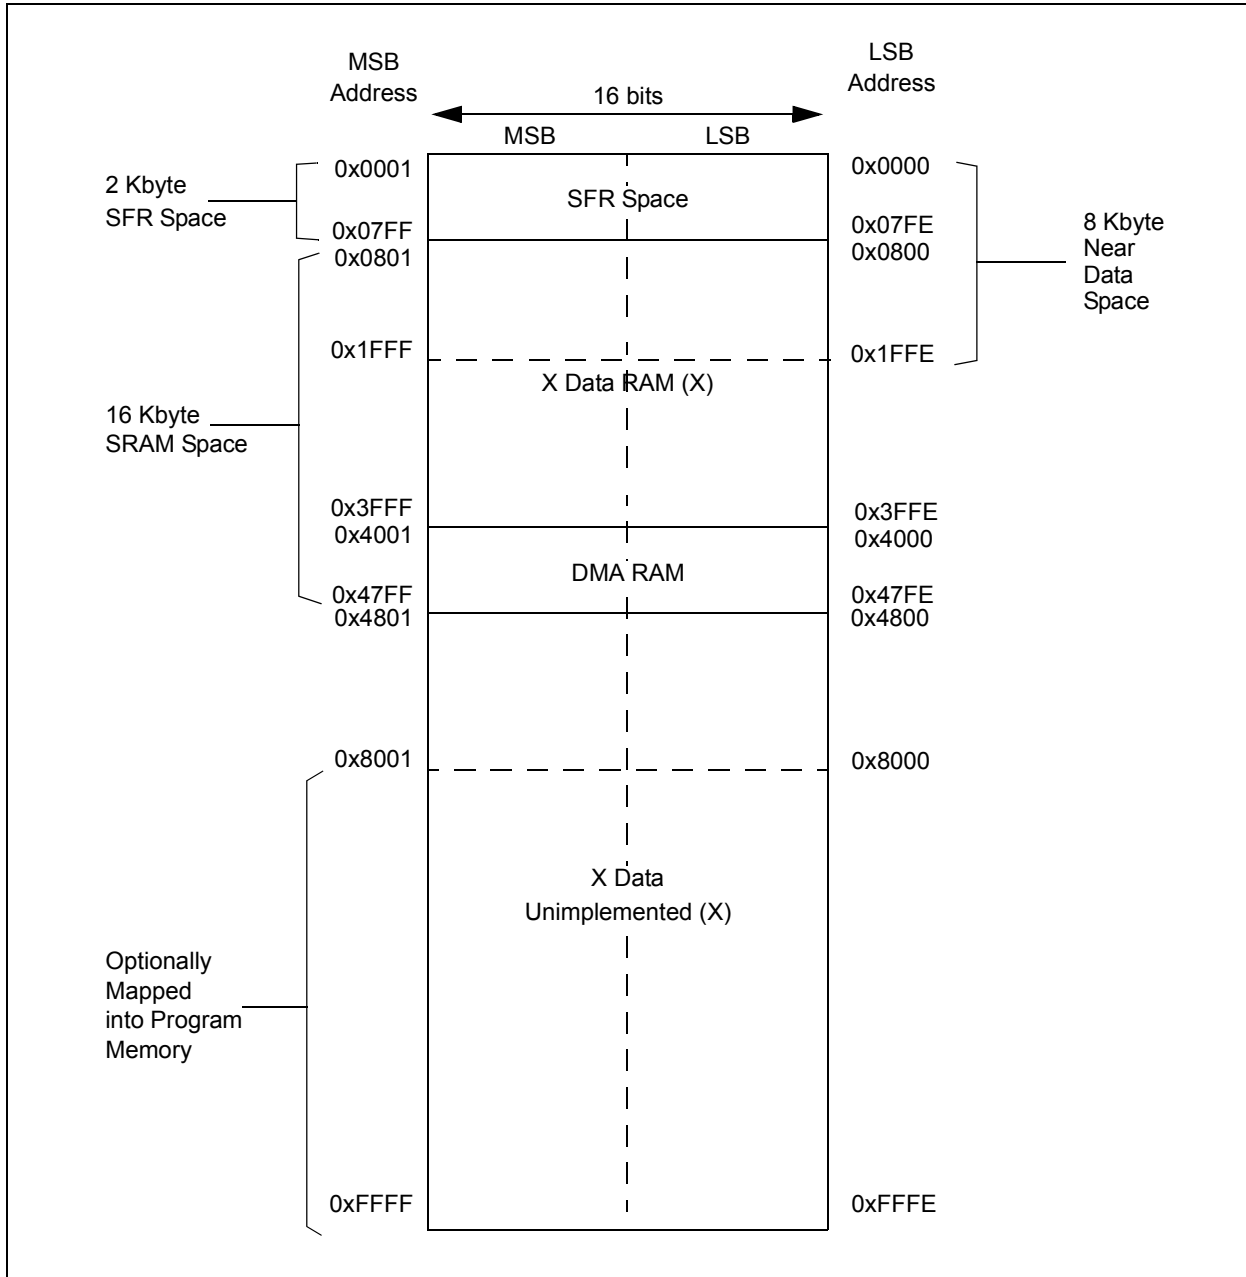 MSB
Address
LSB
Address
16 bits
MSB
LSB
0x0001
0x0000
2 Kbyte
SFR Space
SFR Space
0x07FF
0x07FE
0x0801
0x0800
8 Kbyte
Near
Data
Space
0x1FFF
0x1FFE
X Data RAM (X)
16 Kbyte
SRAM Space
0x3FFF
0x3FFE
0x4001
0x4000
DMA RAM
0x47FF
0x47FE
0x4801
0x4800
0x8001
0x8000
X Data
Unimplemented (X)
Optionally
Mapped
into Program
Memory
0xFFFF
0xFFFE